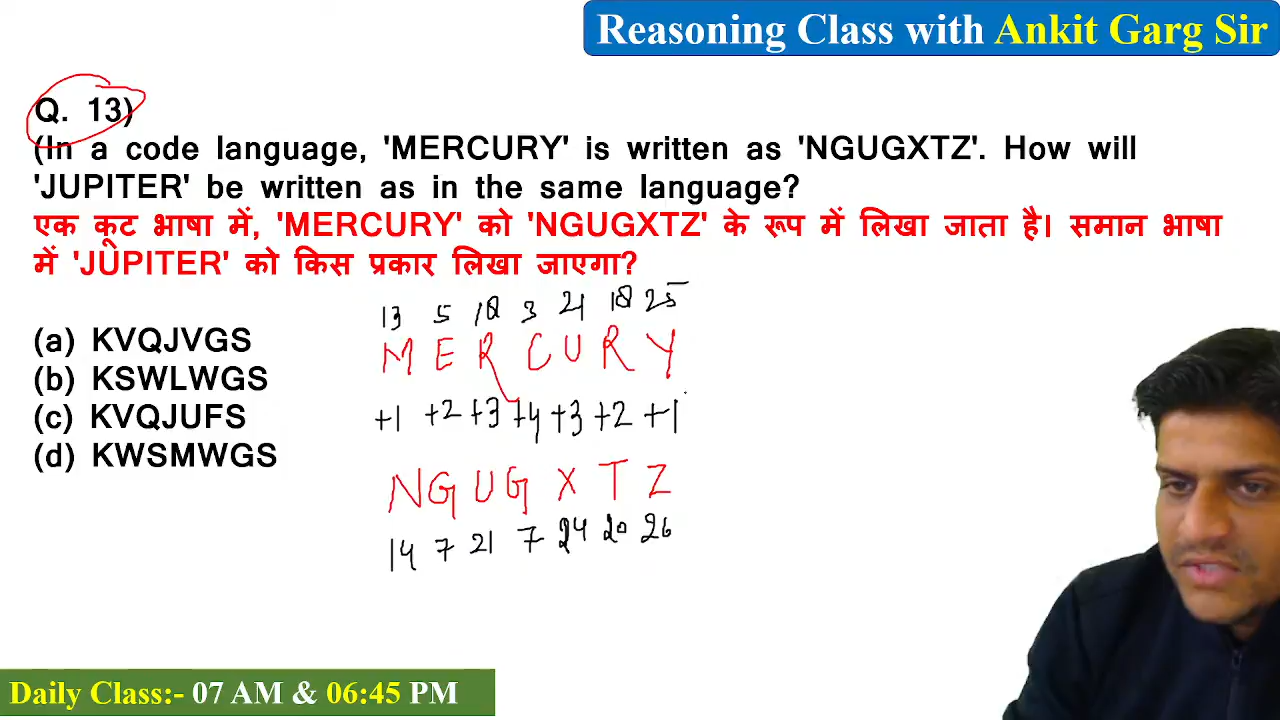 Reasoning Class with Ankit Garg Sir
Q. 13)
(In a code language, 'MERCURY' is written as 'NGUGXTZ'. How will
'JUPITER' be written as in the same language?
एक कूट भाषा में, 'MERCURY' को 'NGUGXTZ' के रूप में लिखा जाता है। समान भाषा
में 'JUPITER' को किस प्रकार लिखा जाएगा?
(a) KVQJVGS
(b) KSWLWGS
(c) KVQJUFS
(d) KWSMWGS
13 5 18 3 21 18 25
M E R C U R Y
+1 +2 +3 +4 +3 +2 +1
N G U G X T Z
14 7 21 7 24 20 26
Daily Class:- 07 AM & 06:45 PM